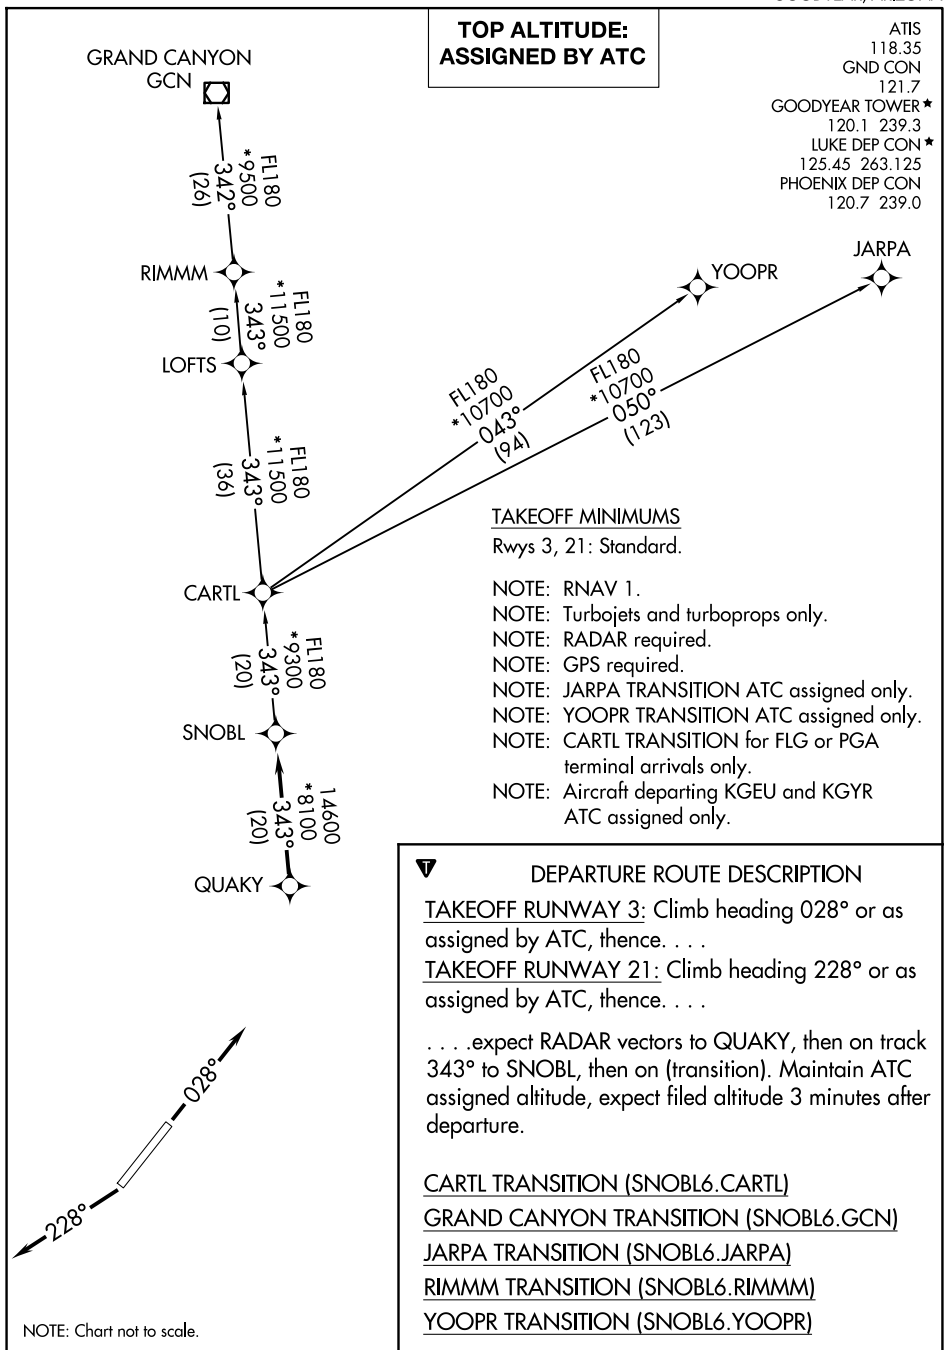 TOP ALTITUDE:
ASSIGNED BY ATC
ATIS
118.35
GND CON
121.7
GOODYEAR TOWER★
120.1 239.3
LUKE DEP CON★
125.45 263.125
PHOENIX DEP CON
120.7 239.0
GRAND CANYON
GCN
FL180
*9500
342°
(26)
RIMMM
FL180
*11500
343°
(10)
LOFTS
FL180
*11500
343°
(36)
CARTL
FL180
*9300
343°
(20)
SNOBL
14600
*8100
343°
(20)
QUAKY
YOOPR
JARPA
FL180
*10700
043°
(94)
FL180
*10700
050°
(123)
TAKEOFF MINIMUMS
Rwys 3, 21: Standard.
NOTE: RNAV 1.
NOTE: Turbojets and turboprops only.
NOTE: RADAR required.
NOTE: GPS required.
NOTE: JARPA TRANSITION ATC assigned only.
NOTE: YOOPR TRANSITION ATC assigned only.
NOTE: CARTL TRANSITION for FLG or PGA
terminal arrivals only.
NOTE: Aircraft departing KGEU and KGYR
ATC assigned only.
T
DEPARTURE ROUTE DESCRIPTION
TAKEOFF RUNWAY 3: Climb heading 028° or as
assigned by ATC, thence. . . .
TAKEOFF RUNWAY 21: Climb heading 228° or as
assigned by ATC, thence. . . .
. . . .expect RADAR vectors to QUAKY, then on track
343° to SNOBL, then on (transition). Maintain ATC
assigned altitude, expect filed altitude 3 minutes after
departure.
CARTL TRANSITION (SNOBL6.CARTL)
GRAND CANYON TRANSITION (SNOBL6.GCN)
JARPA TRANSITION (SNOBL6.JARPA)
RIMMM TRANSITION (SNOBL6.RIMMM)
YOOPR TRANSITION (SNOBL6.YOOPR)
028°
228°
NOTE: Chart not to scale.